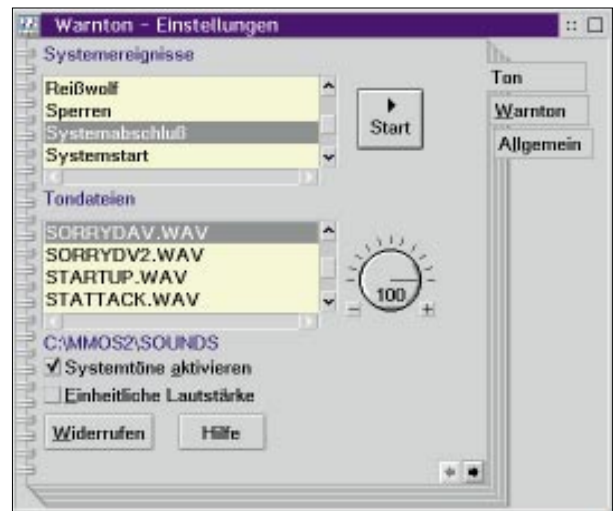 Warnton - Einstellungen
Systemereignisse
Reißwolf
Sperren
Systemabschluß
Systemstart
Start
Ton
Warnton
Allgemein
Tondateien
SORRYDAV.WAV
SORRYDV2.WAV
STARTUP.WAV
STATTACK.WAV
100
- +
C:\MMOS2\SOUNDS
Systemtöne aktivieren
Einheitliche Lautstärke
Widerrufen Hilfe